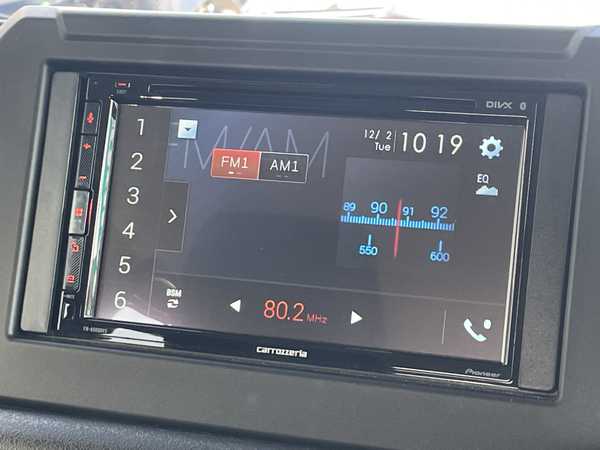 DIVX
FM/AM
12/ 2
Tue
10 19
1
2
3
4
5
6
FM1
AM1
EQ
89 90 91 92
550
600
BSM
80.2 MHz
carrozzeria
Pioneer